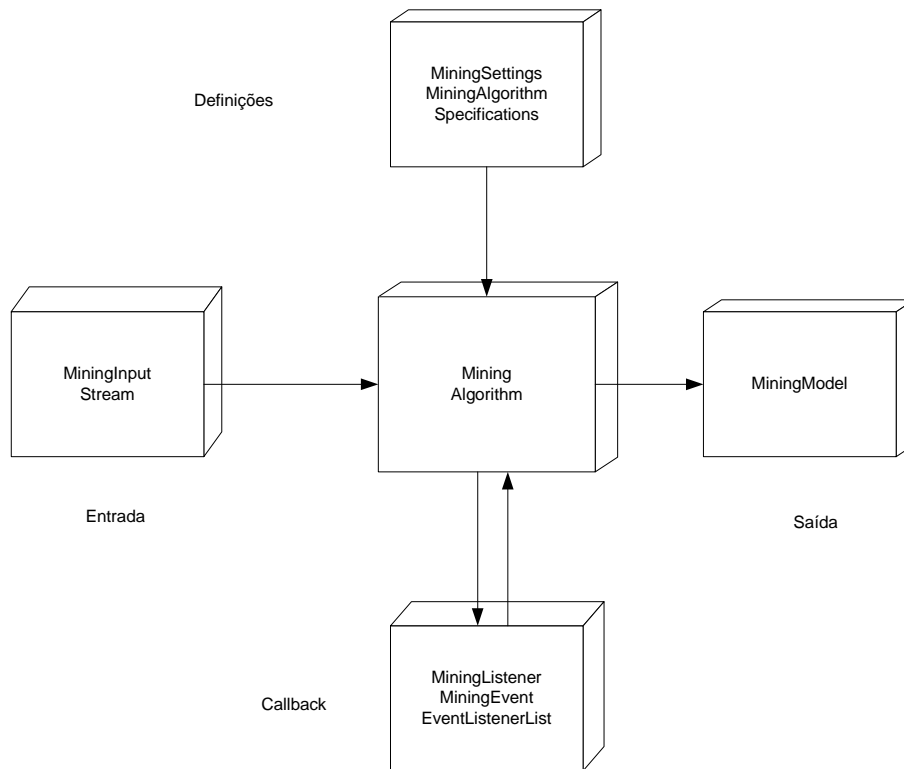 MiningSettings
MiningAlgorithm
Specifications
Definições
MiningInput
Stream
Mining
Algorithm
MiningModel
Entrada
Saída
MiningListener
MiningEvent
EventListenerList
Callback